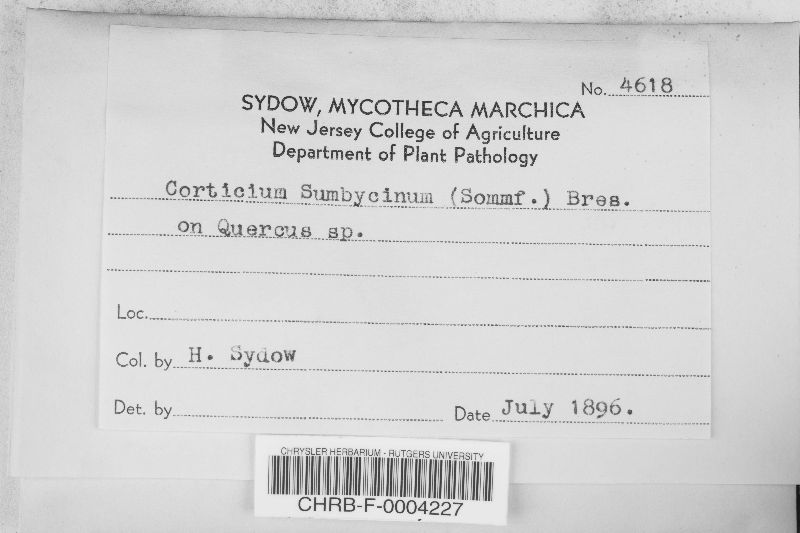 No. 4618
SYDOW, MYCOTHECA MARCHICA
New Jersey College of Agriculture
Department of Plant Pathology
Corticium Sumbycinum (Sommf.) Bres.
on Quercus sp.
Loc.
Col. by H. Sydow
Det. by
Date July 1896.
CHRYSLER HERBARIUM - RUTGERS UNIVERSITY
CHRB-F-0004227